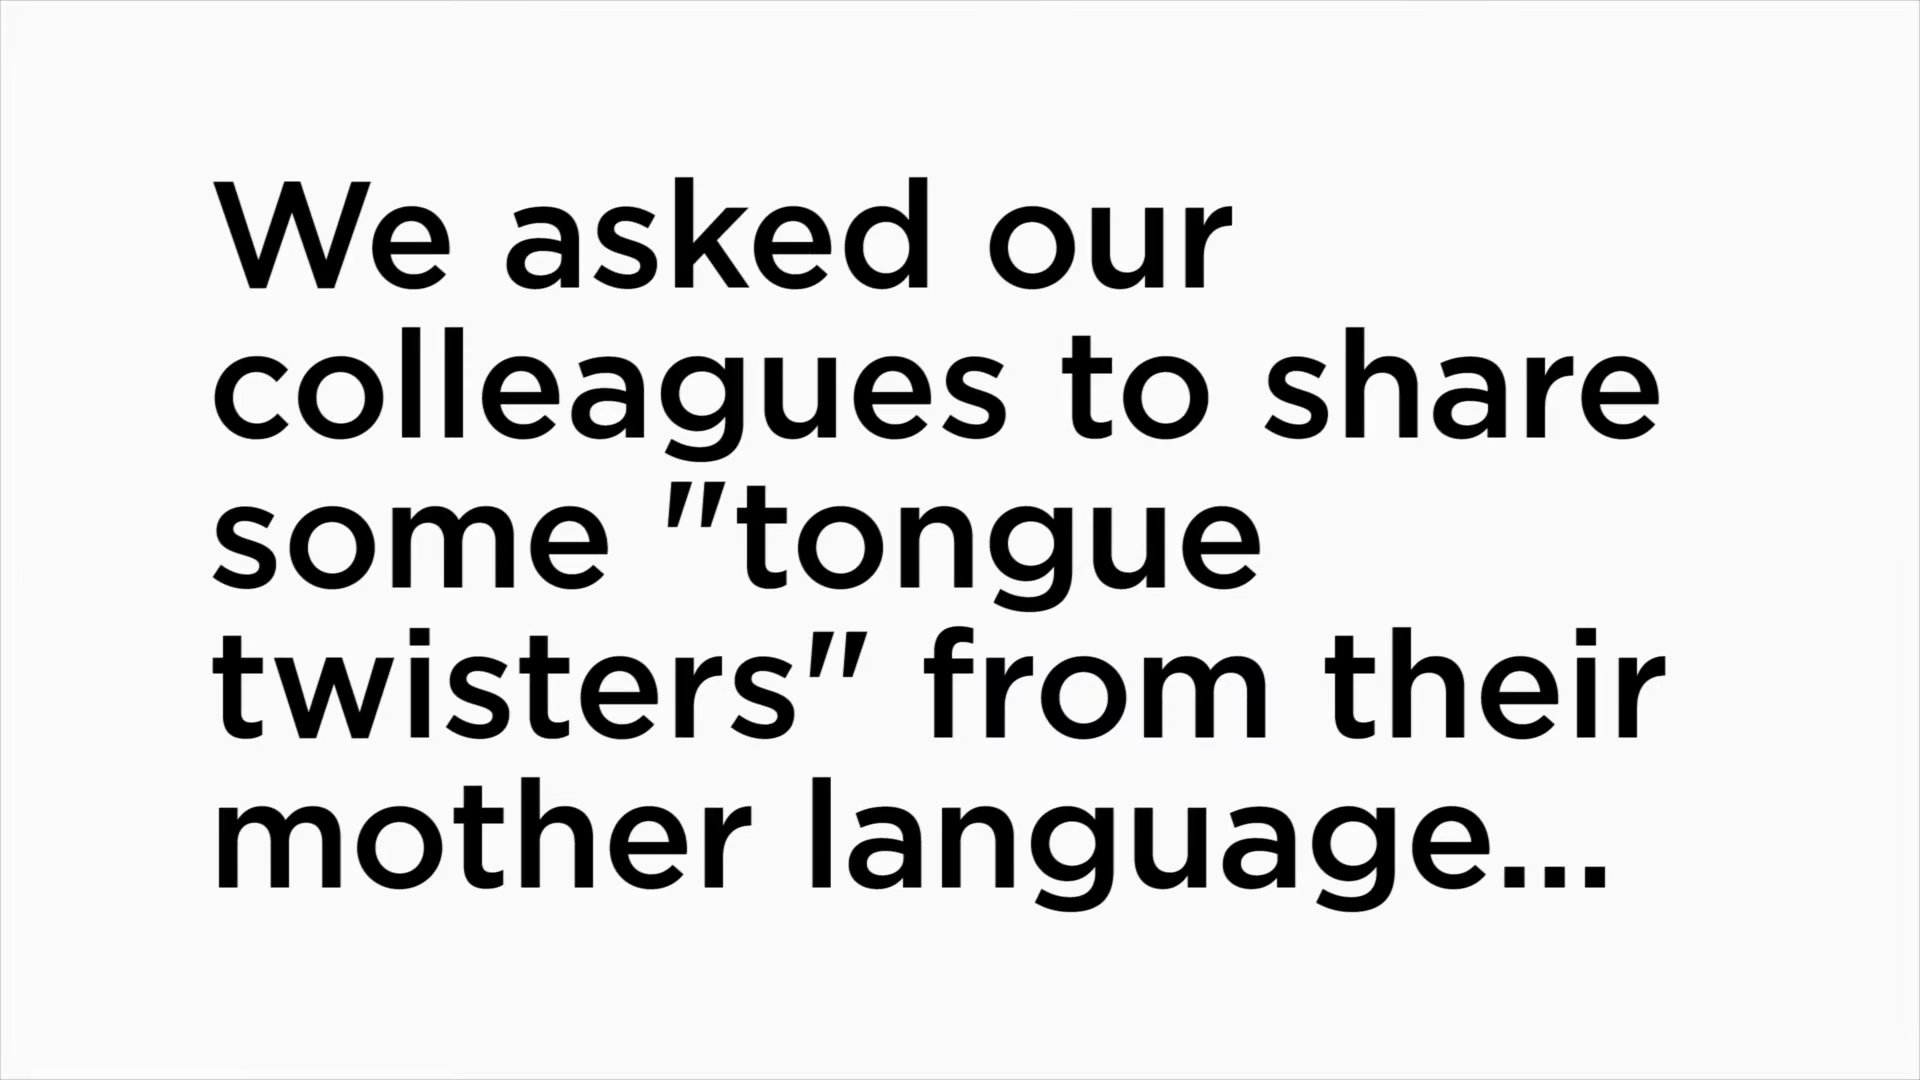 We asked our
colleagues to share
some "tongue
twisters" from their
mother language...